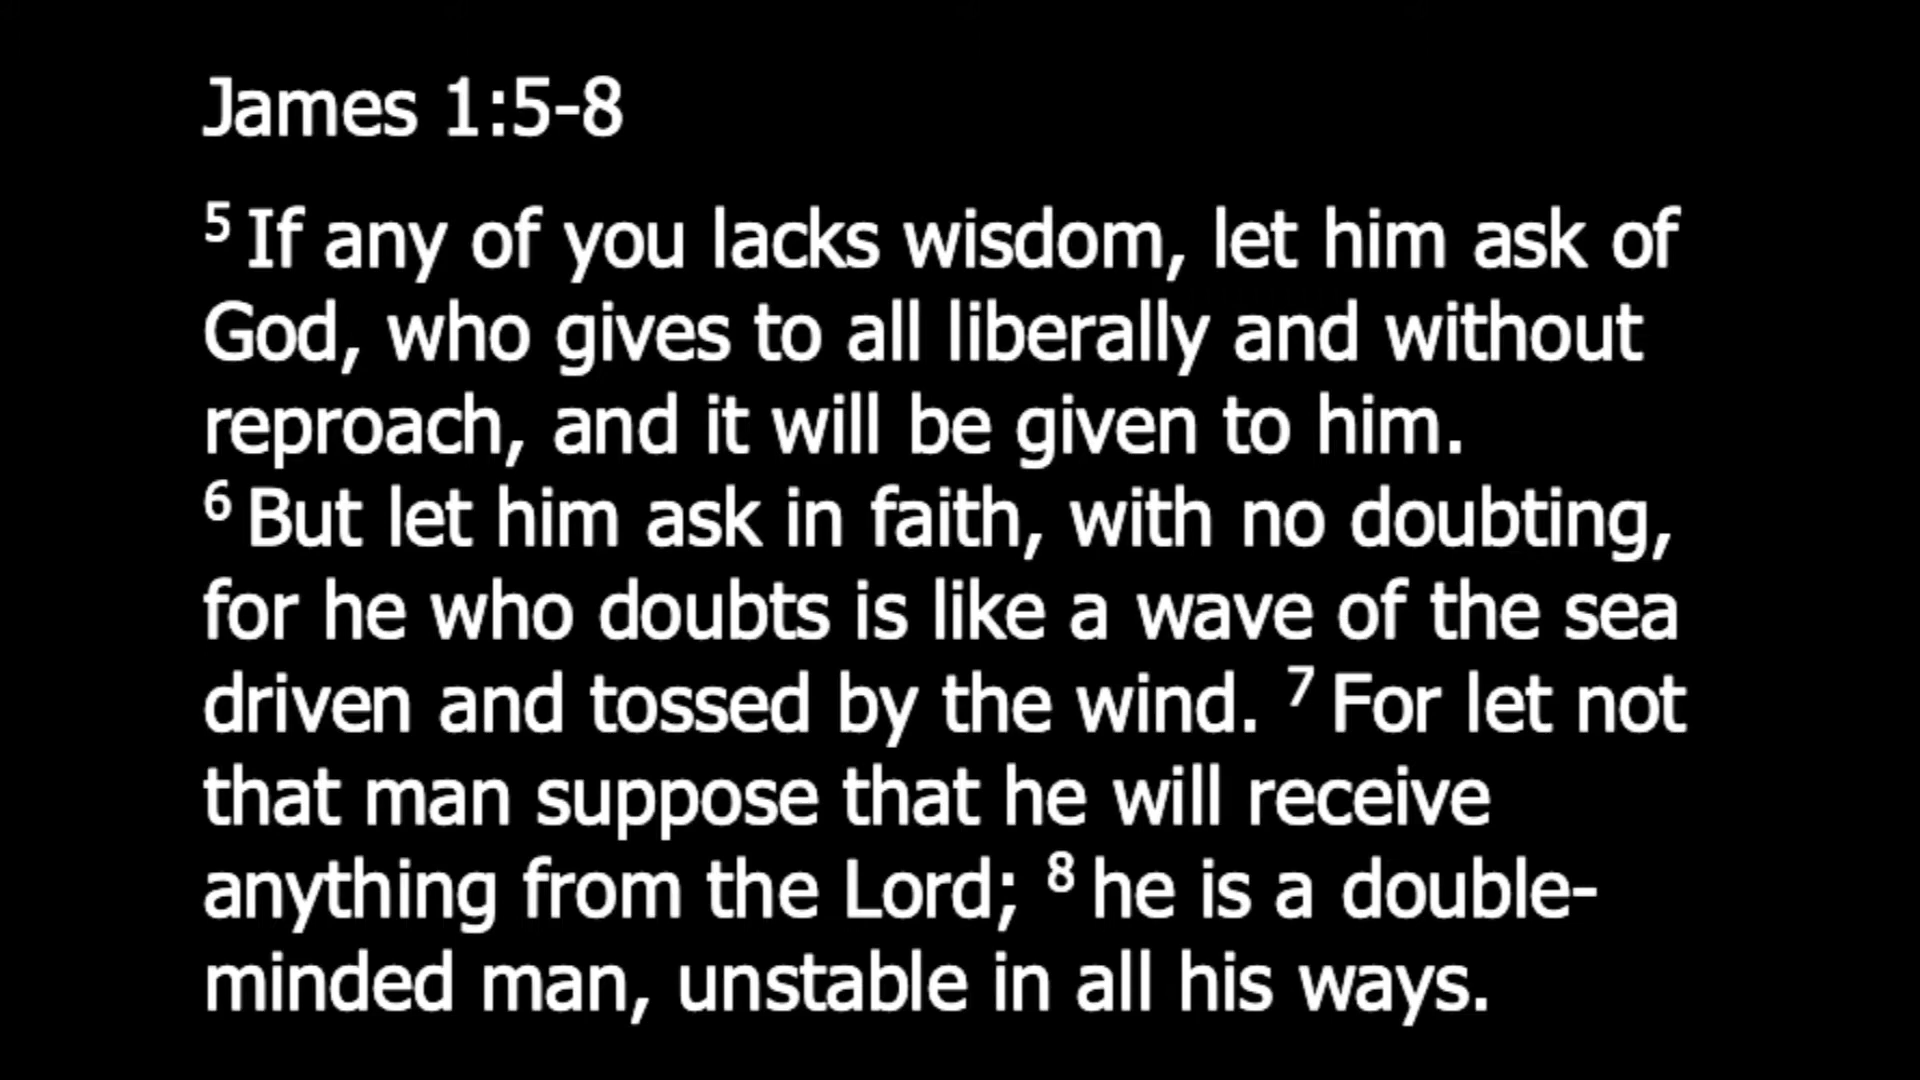 James 1:5-8
5 If any of you lacks wisdom, let him ask of
God, who gives to all liberally and without
reproach, and it will be given to him.
6 But let him ask in faith, with no doubting,
for he who doubts is like a wave of the sea
driven and tossed by the wind. 7 For let not
that man suppose that he will receive
anything from the Lord; 8 he is a double-
minded man, unstable in all his ways.